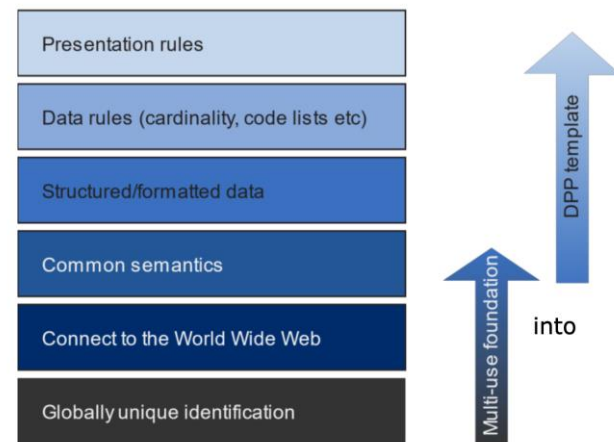 Presentation rules
Data rules (cardinality, code lists etc)
Structured/formatted data
Common semantics
Connect to the World Wide Web
Globally unique identification
Multi-use foundation
into
DPP template